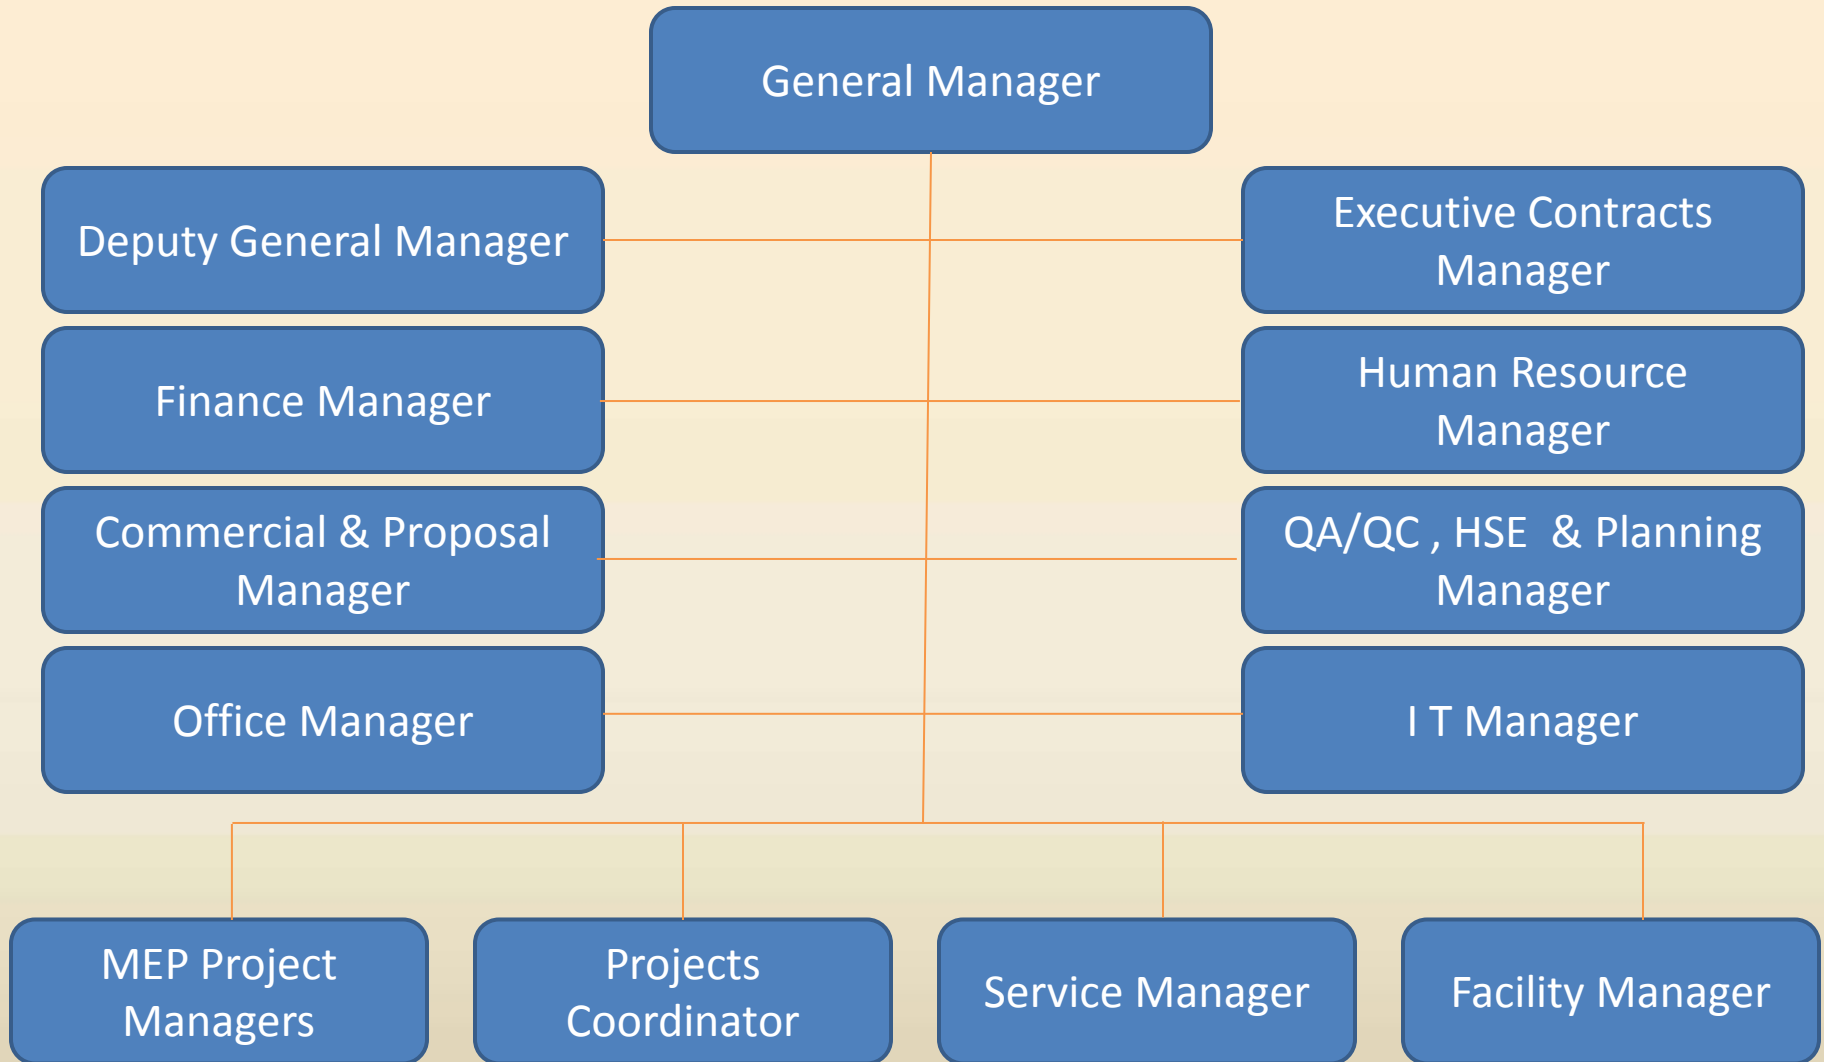 General Manager
Deputy General Manager
Executive Contracts
Manager
Finance Manager
Human Resource
Manager
Commercial & Proposal
Manager
QA/QC , HSE  & Planning
Manager
Office Manager
I T Manager
MEP Project
Managers
Projects
Coordinator
Service Manager
Facility Manager